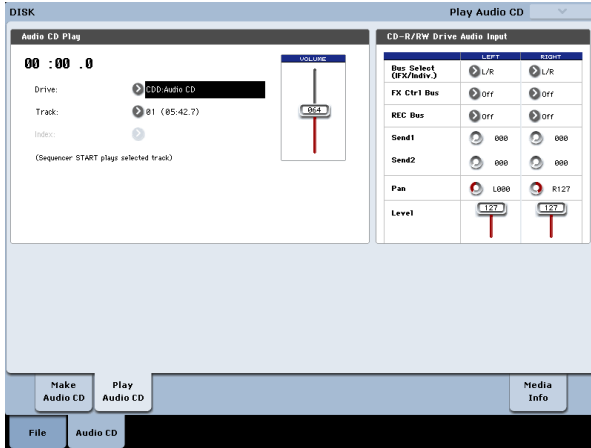 DISK
Play Audio CD
Audio CD Play
00 :00 .0
Drive: CDD:Audio CD
Track: 01 (05:42.7)
Index:
(Sequencer START plays selected track)
VOLUME
064
CD-R/RW Drive Audio Input
LEFT RIGHT
Bus Select
(IFX/Indiv.) L/R L/R
FX Ctrl Bus Off Off
REC Bus Off Off
Send1 000 000
Send2 000 000
Pan L000 R127
Level 127 127
Make
Audio CD
Play
Audio CD
Media
Info
File
Audio CD